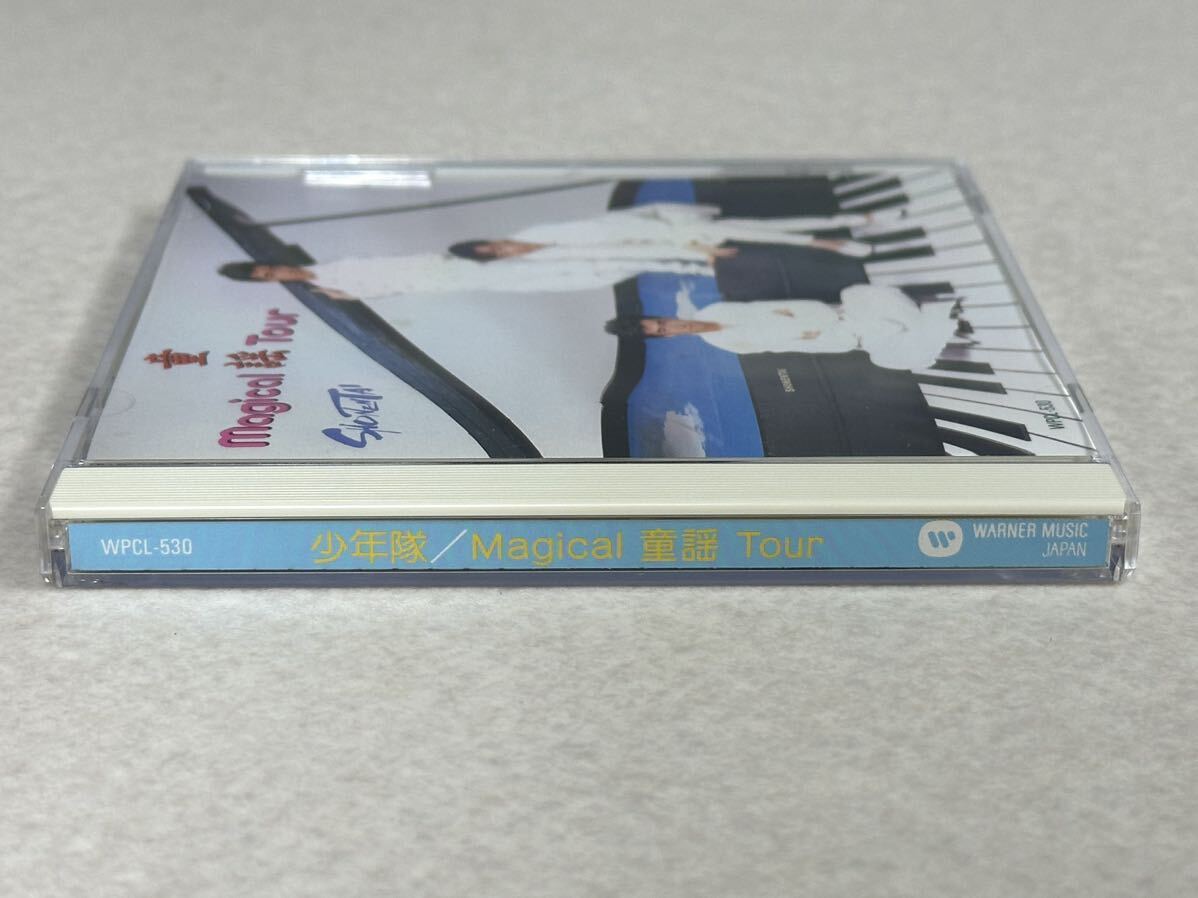 童謡
Magical Tour
SHONENTAI
SHONENTAI
WPCL-530
WPCL-530
少年隊/Magical 童謡 Tour
WARNER MUSIC
JAPAN